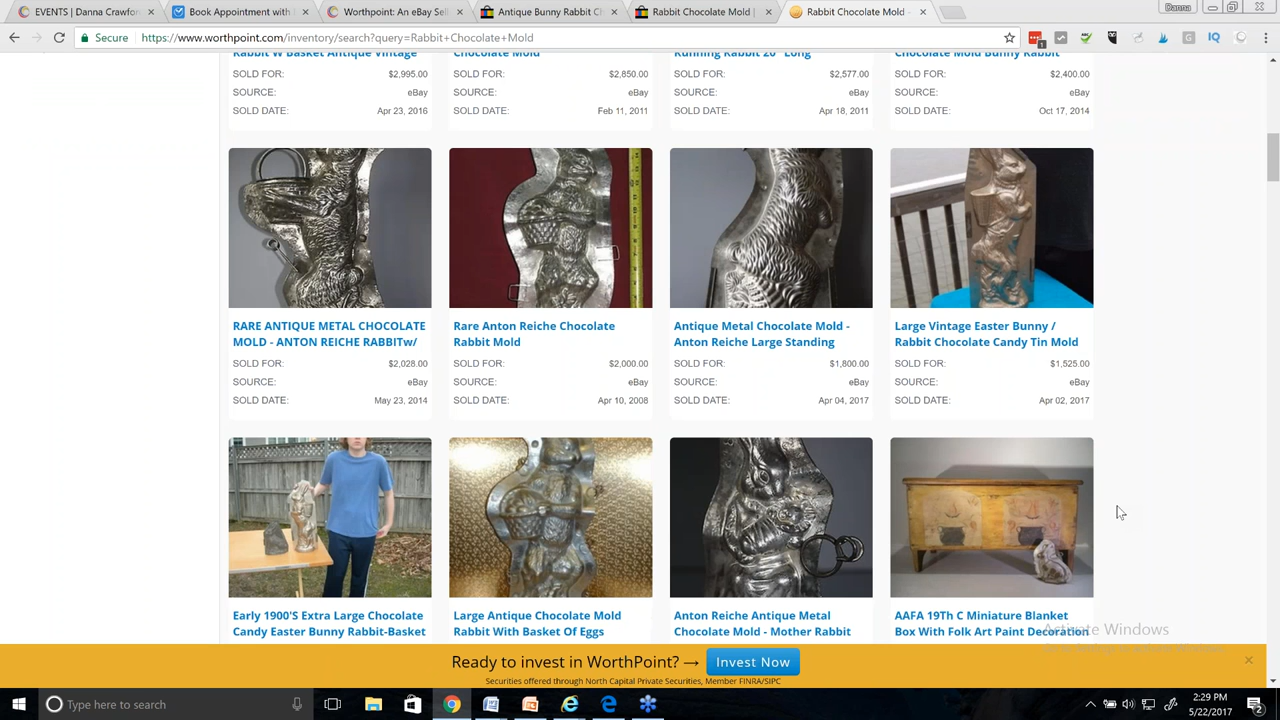 EVENTS | Danna Crawford
Book Appointment with
Worthpoint: An eBay Sell
Antique Bunny Rabbit Ch
Rabbit Chocolate Mold |
Rabbit Chocolate Mold -
Danna
Secure
https://www.worthpoint.com/inventory/search?query=Rabbit+Chocolate+Mold
Rabbit W Basket Antique Vintage
Chocolate Mold
Running Rabbit 20" Long
Chocolate Mold Bunny Rabbit
SOLD FOR: $2,995.00
SOURCE: eBay
SOLD DATE: Apr 23, 2016
SOLD FOR: $2,850.00
SOURCE: eBay
SOLD DATE: Feb 11, 2011
SOLD FOR: $2,577.00
SOURCE: eBay
SOLD DATE: Apr 18, 2011
SOLD FOR: $2,400.00
SOURCE: eBay
SOLD DATE: Oct 17, 2014
RARE ANTIQUE METAL CHOCOLATE
MOLD - ANTON REICHE RABBITw/
SOLD FOR: $2,028.00
SOURCE: eBay
SOLD DATE: May 23, 2014
Rare Anton Reiche Chocolate
Rabbit Mold
SOLD FOR: $2,000.00
SOURCE: eBay
SOLD DATE: Apr 10, 2008
Antique Metal Chocolate Mold -
Anton Reiche Large Standing
SOLD FOR: $1,800.00
SOURCE: eBay
SOLD DATE: Apr 04, 2017
Large Vintage Easter Bunny /
Rabbit Chocolate Candy Tin Mold
SOLD FOR: $1,525.00
SOURCE: eBay
SOLD DATE: Apr 02, 2017
Early 1900'S Extra Large Chocolate
Candy Easter Bunny Rabbit-Basket
Large Antique Chocolate Mold
Rabbit With Basket Of Eggs
Anton Reiche Antique Metal
Chocolate Mold - Mother Rabbit
AAFA 19Th C Miniature Blanket
Box With Folk Art Paint Decoration
Activate Windows
Ready to invest in WorthPoint? → Invest Now
Securities offered through North Capital Private Securities, Member FINRA/SIPC
Type here to search
2:29 PM
5/22/2017